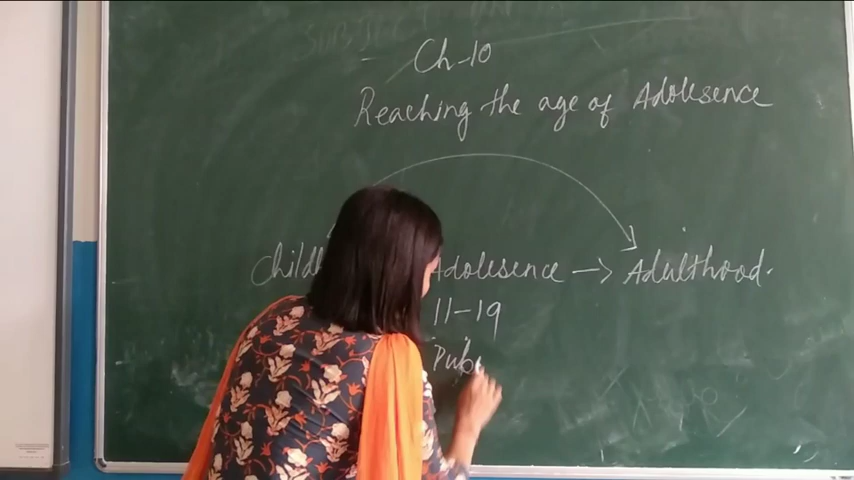 Ch-10
Reaching the age of Adolesence
Child Adolesence → Adulthood.
11-19
Pub